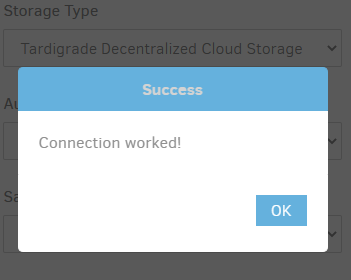 Storage Type
Tardigrade Decentralized Cloud Storage
Success
Connection worked!
OK